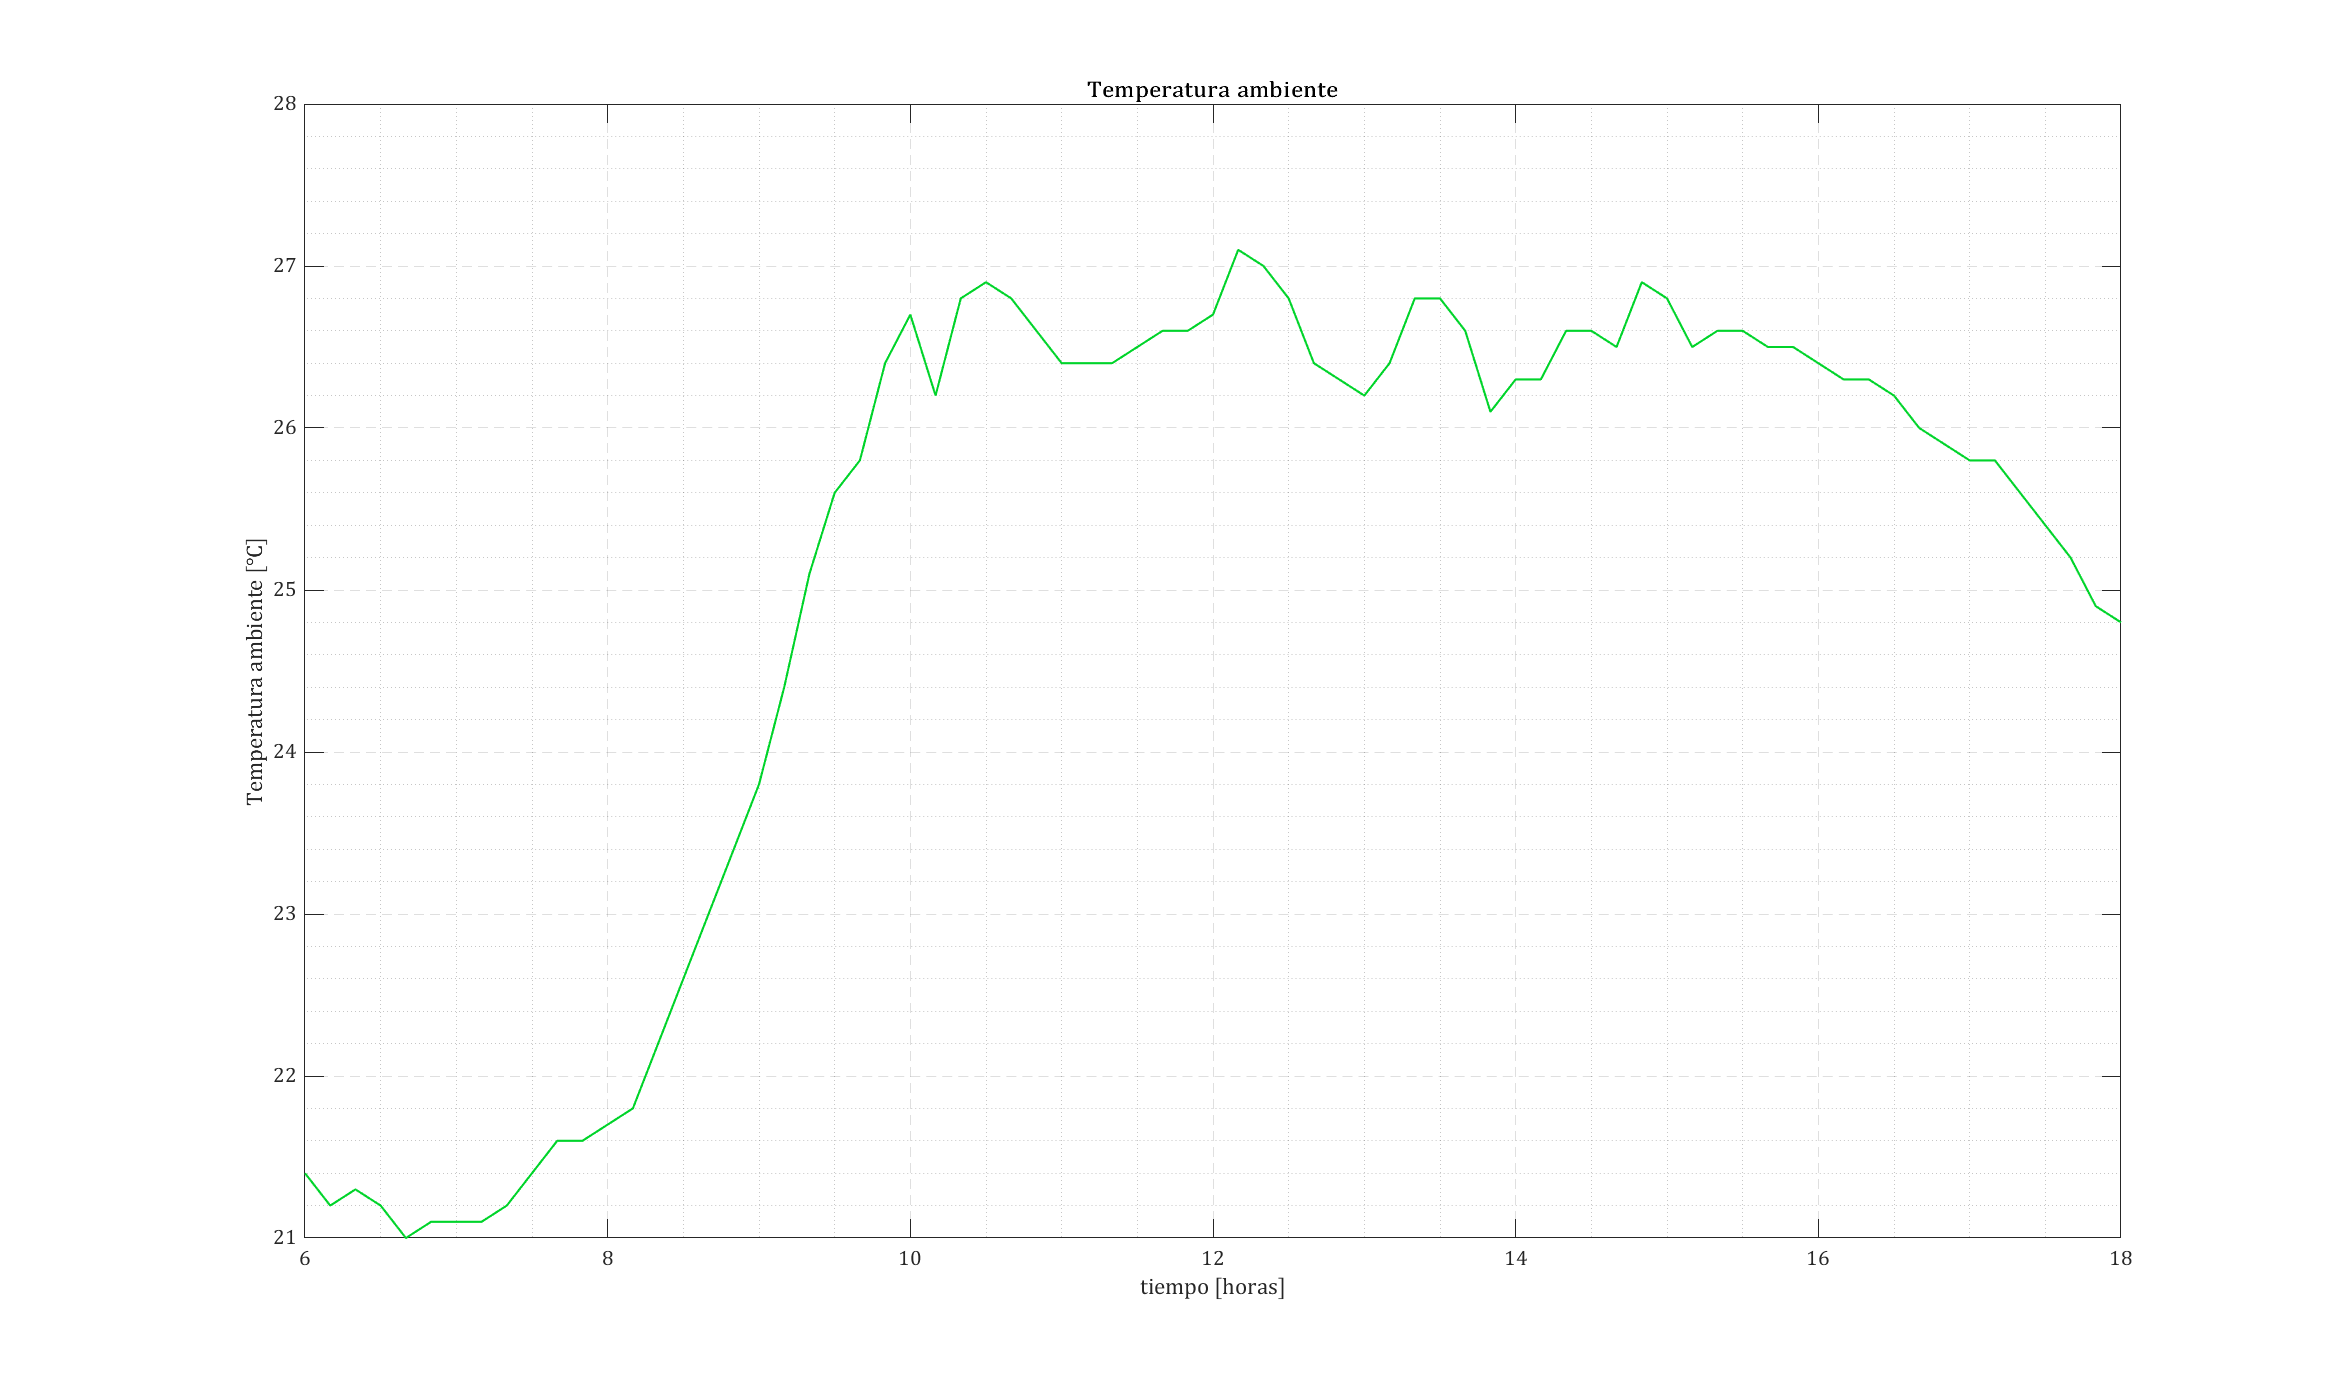 Temperatura ambiente
28
27
26
25
24
23
22
21
Temperatura ambiente [°C]
6 8 10 12 14 16 18
tiempo [horas]